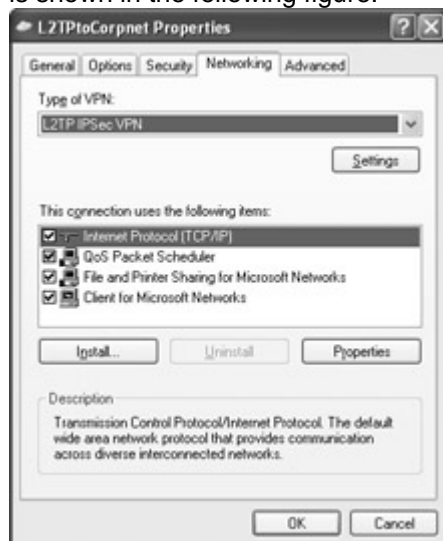 is shown in the following figure.
L2TPtoCorpnet Properties
General Options Security Networking Advanced
Type of VPN:
L2TP IPSec VPN
Settings
This connection uses the following items:
Internet Protocol (TCP/IP)
QoS Packet Scheduler
File and Printer Sharing for Microsoft Networks
Client for Microsoft Networks
Install... Uninstall Properties
Description
Transmission Control Protocol/Internet Protocol. The default
wide area network protocol that provides communication
across diverse interconnected networks.
OK Cancel